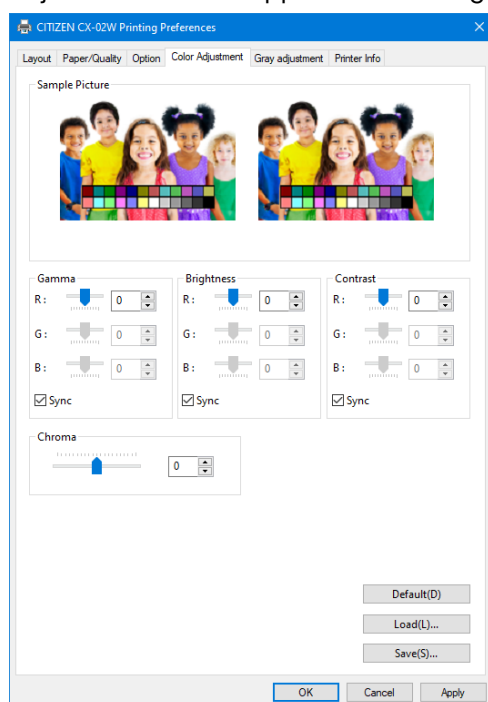 CITIZEN CX-02W Printing Preferences
Layout Paper/Quality Option Color Adjustment Gray adjustment Printer Info
Sample Picture
Gamma Brightness Contrast
R: 0 R: 0 R: 0
G: 0 G: 0 G: 0
B: 0 B: 0 B: 0
Sync Sync Sync
Chroma
0
Default(D)
Load(L)...
Save(S)...
OK Cancel Apply